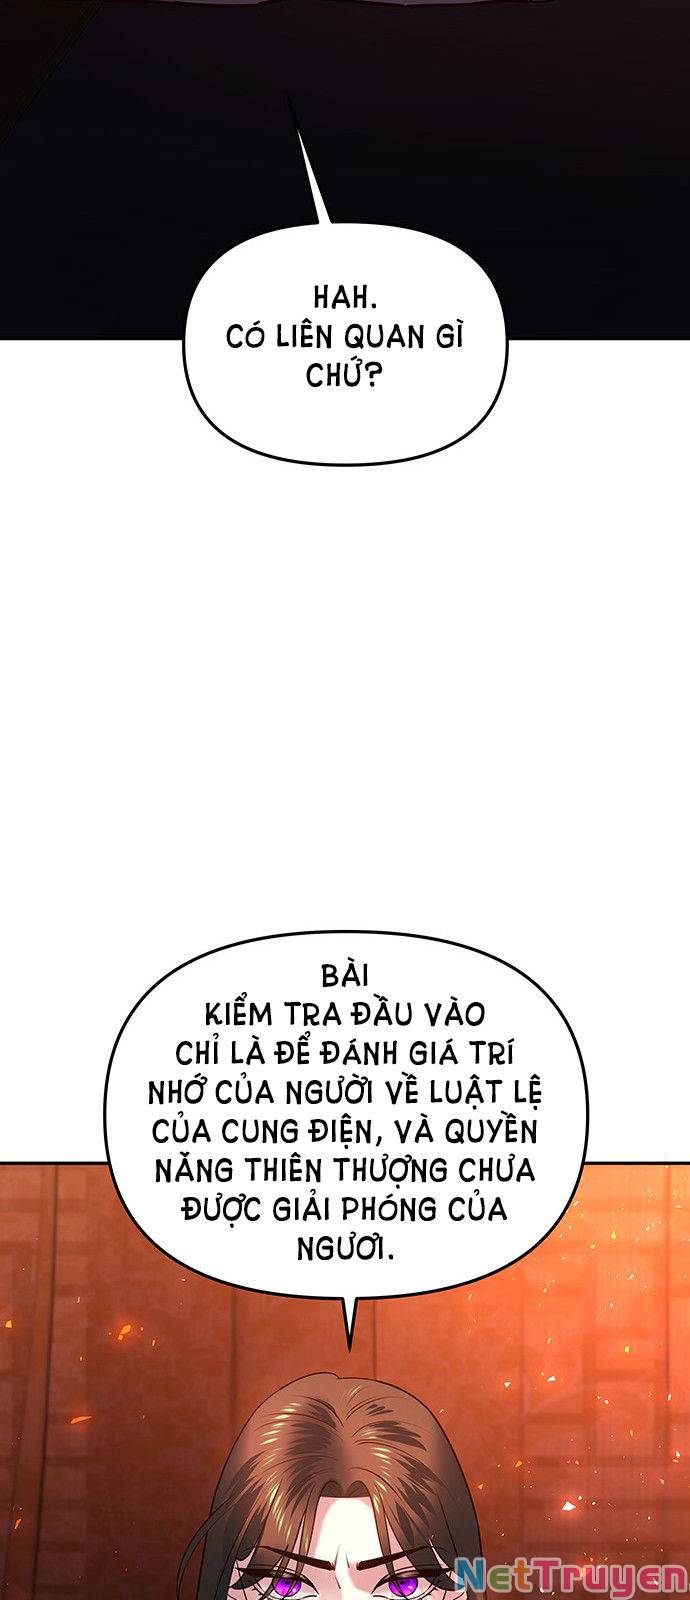 HAH.
CÓ LIÊN QUAN GÌ
CHỨ?
BÀI
KIỂM TRA ĐẦU VÀO
CHỈ LÀ ĐỂ ĐÁNH GIÁ TRÍ
NHỚ CỦA NGƯỜI VỀ LUẬT LỆ
CỦA CUNG ĐIỆN, VÀ QUYỀN
NĂNG THIÊN THƯỢNG CHƯA
ĐƯỢC GIẢI PHÓNG CỦA
NGƯƠI.
NetTruyen